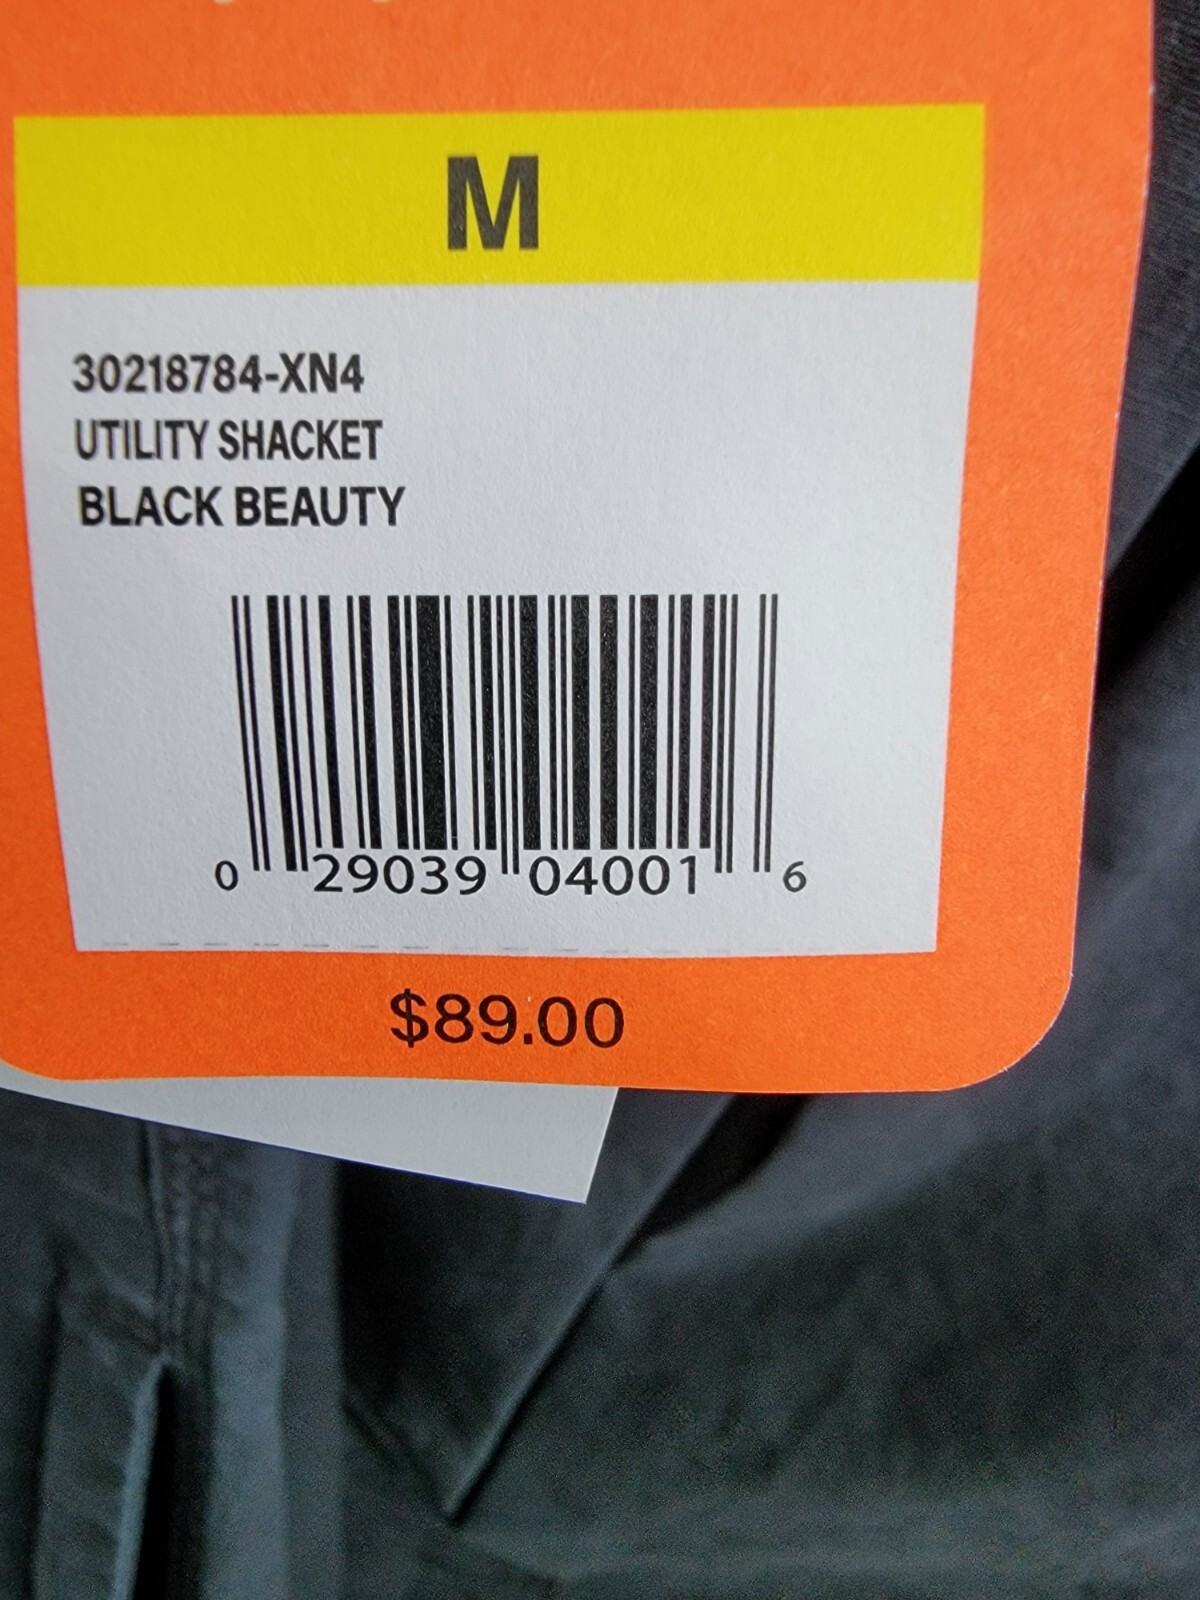 M
30218784-XN4
UTILITY SHACKET
BLACK BEAUTY
0 29039 04001 6
$89.00